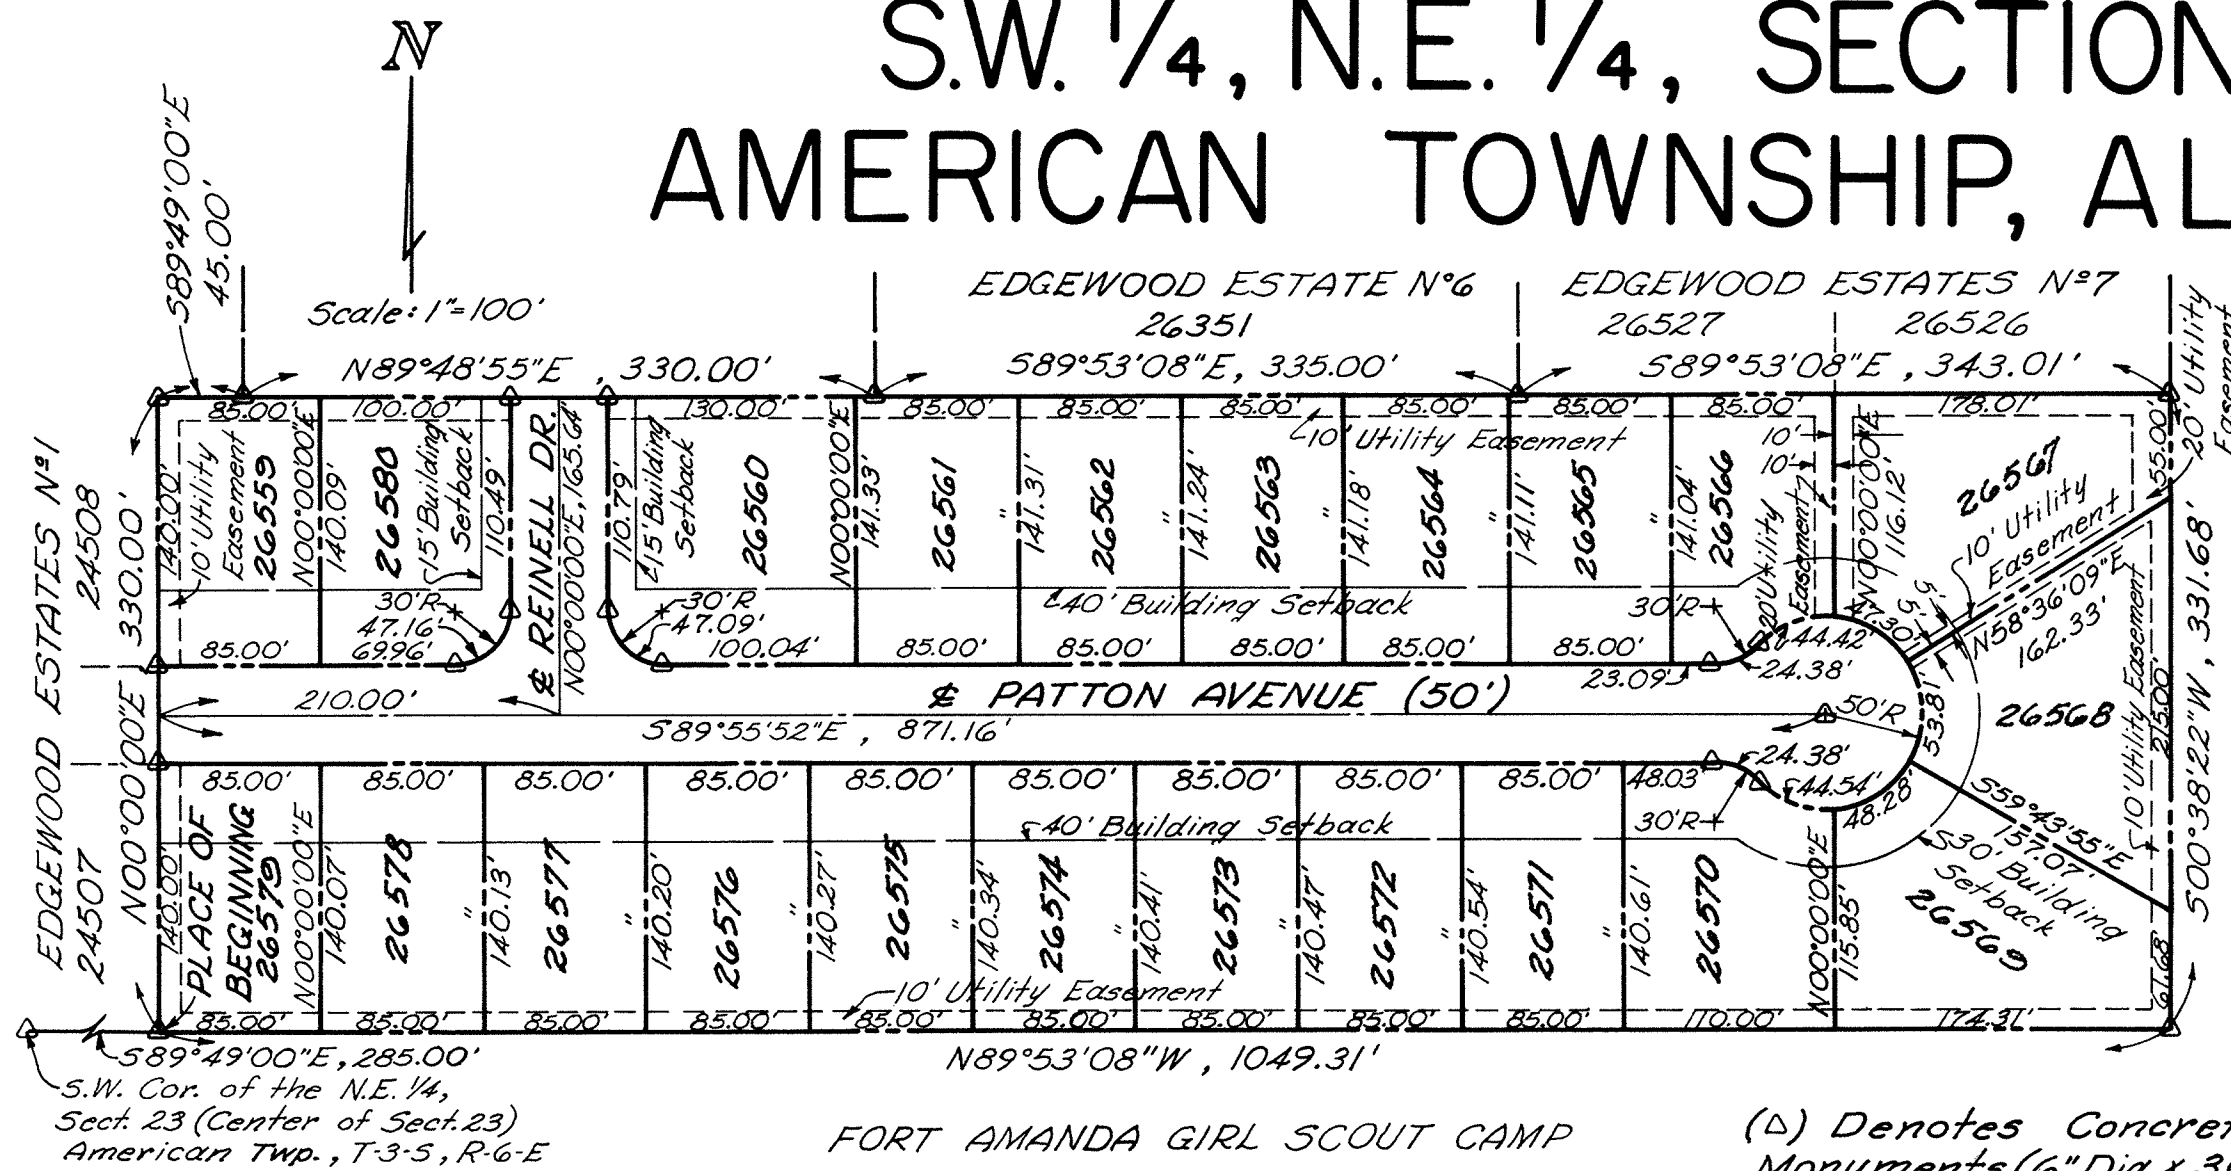 S.W. 1/4, N.E. 1/4, SECTION
AMERICAN TOWNSHIP, AL
N
S89°49'00"E
45.00'
Scale: 1"=100'
EDGEWOOD ESTATE Nº6
26351
EDGEWOOD ESTATES Nº7
26527
26526
20' Utility
Easement
N89°48'55"E , 330.00'
S89°53'08"E, 335.00'
S89°53'08"E , 343.01'
85.00'
100.00'
130.00'
85.00'
85.00'
85.00'
85.00'
85.00'
85.00'
178.01'
EDGEWOOD ESTATES Nº1
24508
24507
N00°00'00"E 330.00'
140.00'
10' Utility
Easement
26559
N00°00'00"E
140.09'
26580
15' Building
Setback
110.49'
℄ REINELL DR.
N00°00'00"E, 165.64'
110.79'
15' Building
Setback
26560
N00°00'00"E
141.33'
26561
"
141.31'
26562
"
141.24'
26563
"
141.18'
26564
"
141.11'
26565
"
141.04'
26566
10' Utility Easement
10'
10'
20' Utility
Easement
N00°00'00"E
116.12'
26567
10' Utility
Easement
55.00'
5'
5'
N58°36'09"E
162.33'
30'R
47.16'
30'R
47.09'
40' Building Setback
30'R
44.42'
47.30'
24.38'
85.00'
69.96'
100.04'
85.00'
85.00'
85.00'
85.00'
85.00'
23.09'
210.00'
℄ PATTON AVENUE (50')
S89°55'52"E , 871.16'
50'R
53.81'
26568
10' Utility Easement
215.00'
S00°38'22"W, 331.68'
85.00'
85.00'
85.00'
85.00'
85.00'
85.00'
85.00'
85.00'
85.00'
48.03'
24.38'
44.54'
48.28'
30'R
40' Building Setback
S59°43'55"E
157.07'
30' Building
Setback
140.00'
PLACE OF
BEGINNING
26579
N00°00'00"E
140.07'
26578
"
140.13'
26577
"
140.20'
26576
"
140.27'
26575
"
140.34'
26574
"
140.41'
26573
"
140.47'
26572
"
140.54'
26571
"
140.61'
26570
N00°00'00"E
115.85'
26569
61.68'
10' Utility Easement
85.00'
85.00'
85.00'
85.00'
85.00'
85.00'
85.00'
85.00'
85.00'
110.00'
174.31'
S89°49'00"E, 285.00'
N89°53'08"W , 1049.31'
S.W. Cor. of the N.E. 1/4,
Sect. 23 (Center of Sect. 23)
American Twp., T-3-S, R-6-E
FORT AMANDA GIRL SCOUT CAMP
(△) Denotes Concre
Monuments (6" Dia x